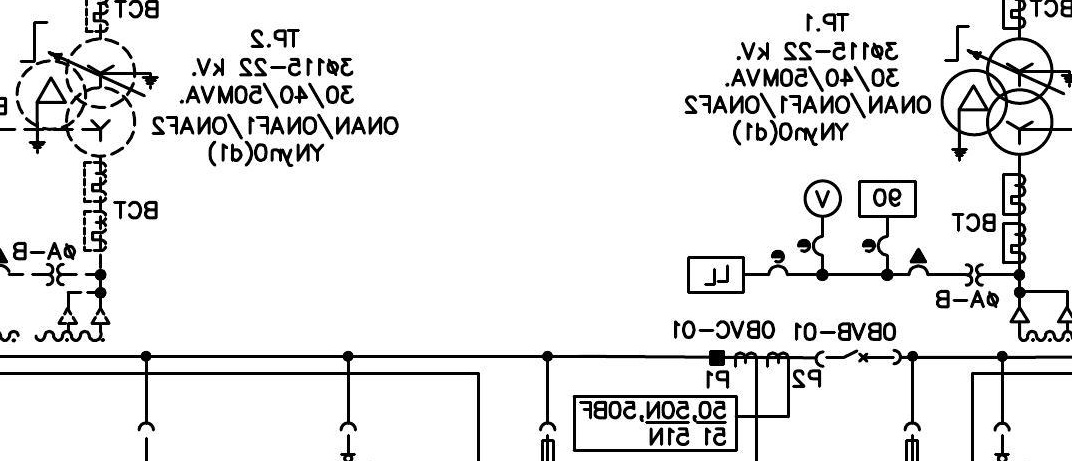 BCT
TP.2
3ø115-22 kV.
30/40/50MVA.
ONAN/ONAF1/ONAF2
YNyn0(d1)
BCT
øA-B
BCT
TP.1
3ø115-22 kV.
30/40/50MVA.
ONAN/ONAF1/ONAF2
YNyn0(d1)
V
90
BCT
e
e
e
LL
øA-B
0BVC-01
0BVB-01
P1
P2
50,50N,50BF
51 51N